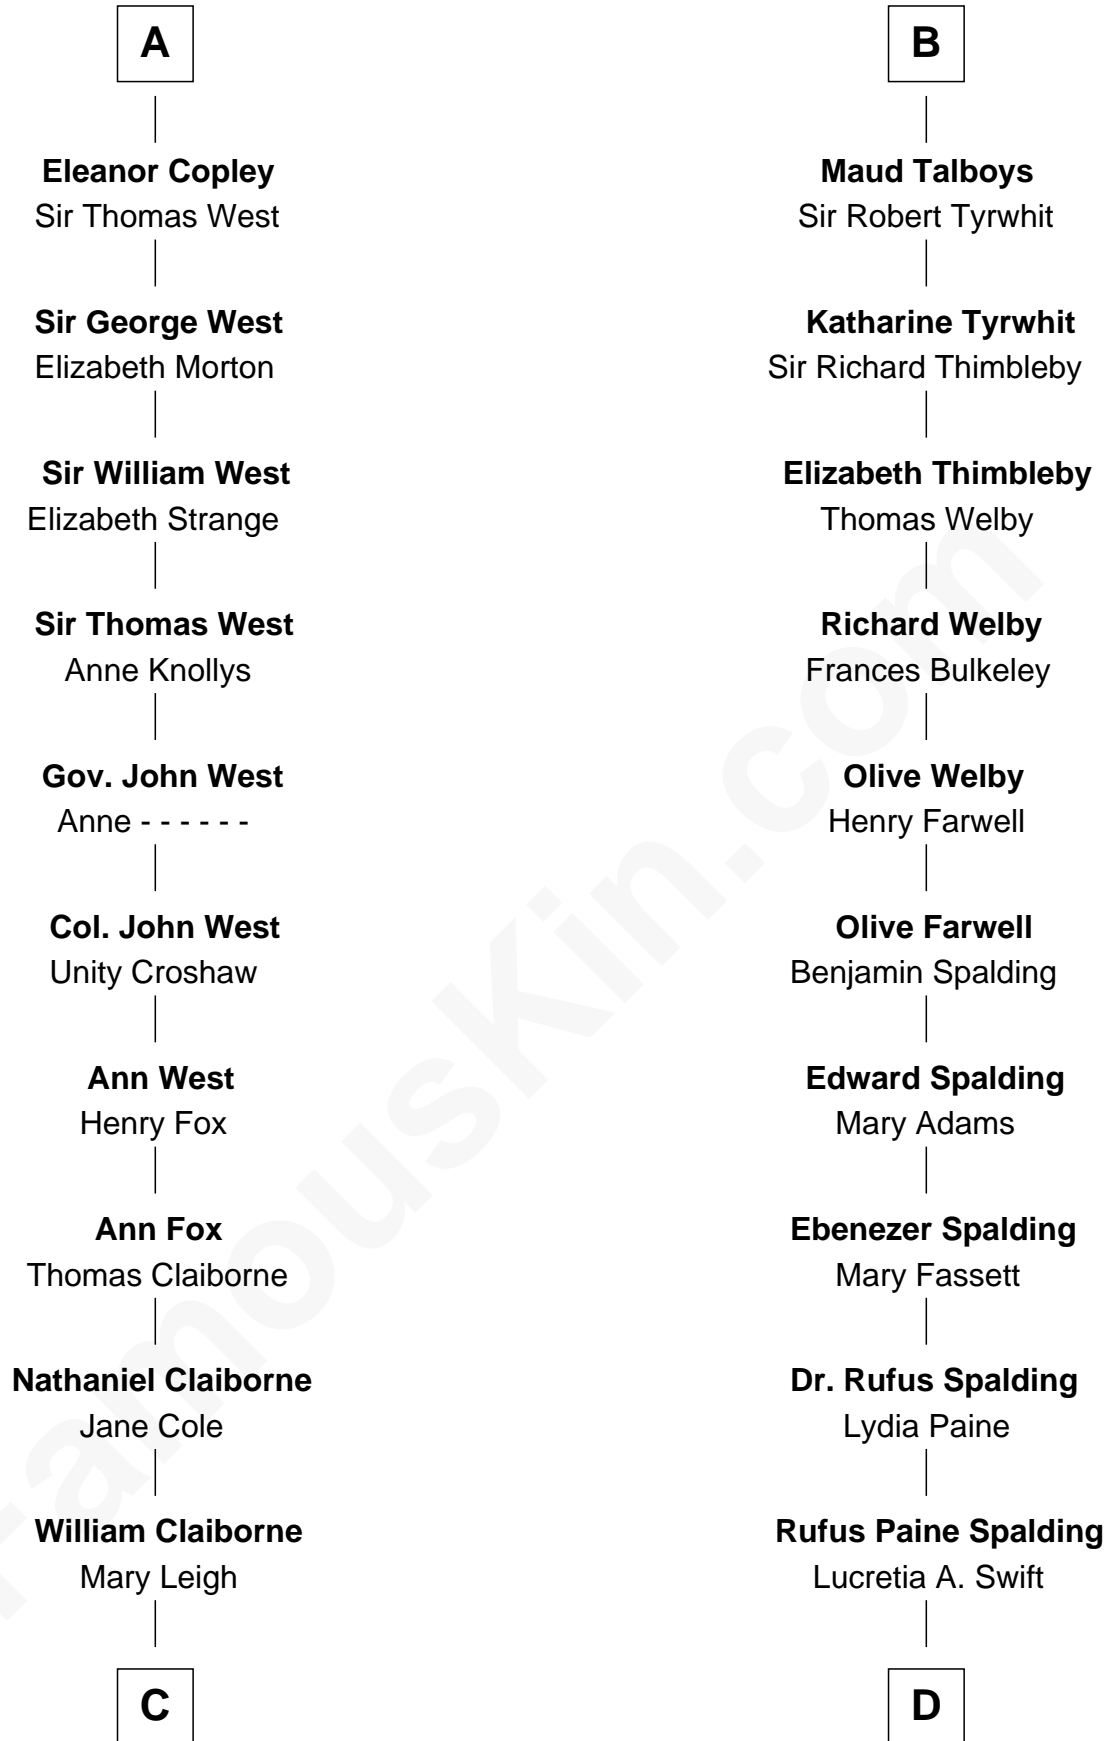 A
Eleanor Copley
Sir Thomas West
Sir George West
Elizabeth Morton
Sir William West
Elizabeth Strange
Sir Thomas West
Anne Knollys
Gov. John West
Anne - - - - - -
Col. John West
Unity Croshaw
Ann West
Henry Fox
Ann Fox
Thomas Claiborne
Nathaniel Claiborne
Jane Cole
William Claiborne
Mary Leigh
C
B
Maud Talboys
Sir Robert Tyrwhit
Katharine Tyrwhit
Sir Richard Thimbleby
Elizabeth Thimbleby
Thomas Welby
Richard Welby
Frances Bulkeley
Olive Welby
Henry Farwell
Olive Farwell
Benjamin Spalding
Edward Spalding
Mary Adams
Ebenezer Spalding
Mary Fassett
Dr. Rufus Spalding
Lydia Paine
Rufus Paine Spalding
Lucretia A. Swift
D
FamousKin.com